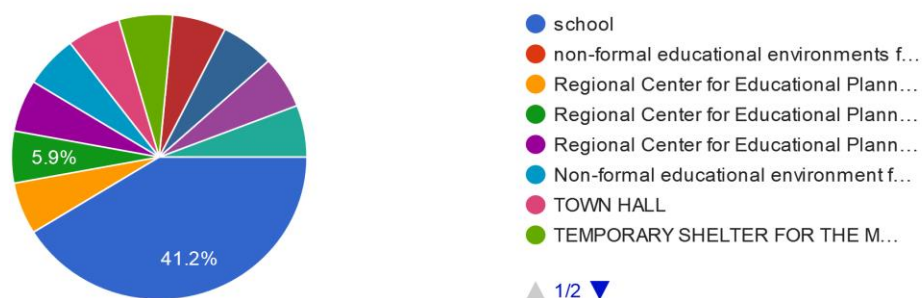 5.9%
41.2%
school
non-formal educational environments f...
Regional Center for Educational Plann...
Regional Center for Educational Plann...
Regional Center for Educational Plann...
Non-formal educational environment f...
TOWN HALL
TEMPORARY SHELTER FOR THE M...
1/2